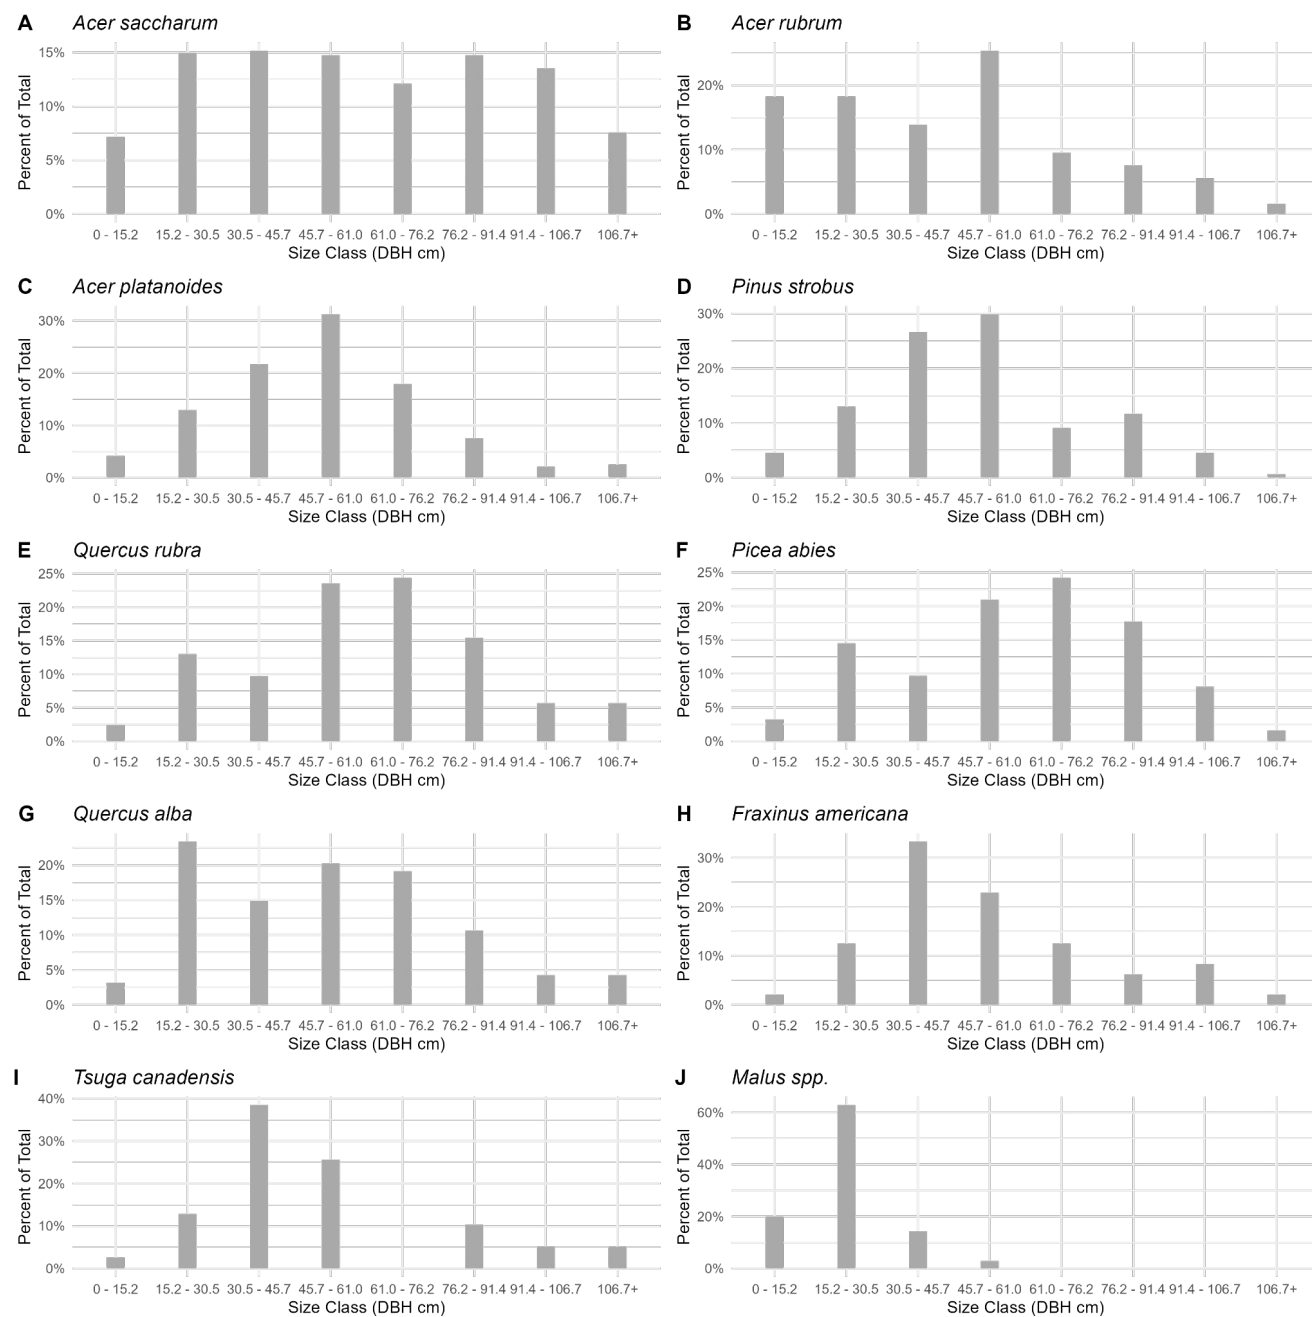 A Acer saccharum
Percent of Total
15%
10%
5%
0%
0 - 15.2 15.2 - 30.5 30.5 - 45.7 45.7 - 61.0 61.0 - 76.2 76.2 - 91.4 91.4 - 106.7 106.7+
Size Class (DBH cm)
B Acer rubrum
Percent of Total
20%
10%
0%
0 - 15.2 15.2 - 30.5 30.5 - 45.7 45.7 - 61.0 61.0 - 76.2 76.2 - 91.4 91.4 - 106.7 106.7+
Size Class (DBH cm)
C Acer platanoides
Percent of Total
30%
20%
10%
0%
0 - 15.2 15.2 - 30.5 30.5 - 45.7 45.7 - 61.0 61.0 - 76.2 76.2 - 91.4 91.4 - 106.7 106.7+
Size Class (DBH cm)
D Pinus strobus
Percent of Total
30%
20%
10%
0%
0 - 15.2 15.2 - 30.5 30.5 - 45.7 45.7 - 61.0 61.0 - 76.2 76.2 - 91.4 91.4 - 106.7 106.7+
Size Class (DBH cm)
E Quercus rubra
Percent of Total
25%
20%
15%
10%
5%
0%
0 - 15.2 15.2 - 30.5 30.5 - 45.7 45.7 - 61.0 61.0 - 76.2 76.2 - 91.4 91.4 - 106.7 106.7+
Size Class (DBH cm)
F Picea abies
Percent of Total
25%
20%
15%
10%
5%
0%
0 - 15.2 15.2 - 30.5 30.5 - 45.7 45.7 - 61.0 61.0 - 76.2 76.2 - 91.4 91.4 - 106.7 106.7+
Size Class (DBH cm)
G Quercus alba
Percent of Total
20%
15%
10%
5%
0%
0 - 15.2 15.2 - 30.5 30.5 - 45.7 45.7 - 61.0 61.0 - 76.2 76.2 - 91.4 91.4 - 106.7 106.7+
Size Class (DBH cm)
H Fraxinus americana
Percent of Total
30%
20%
10%
0%
0 - 15.2 15.2 - 30.5 30.5 - 45.7 45.7 - 61.0 61.0 - 76.2 76.2 - 91.4 91.4 - 106.7 106.7+
Size Class (DBH cm)
I Tsuga canadensis
Percent of Total
40%
30%
20%
10%
0%
0 - 15.2 15.2 - 30.5 30.5 - 45.7 45.7 - 61.0 61.0 - 76.2 76.2 - 91.4 91.4 - 106.7 106.7+
Size Class (DBH cm)
J Malus spp.
Percent of Total
60%
40%
20%
0%
0 - 15.2 15.2 - 30.5 30.5 - 45.7 45.7 - 61.0 61.0 - 76.2 76.2 - 91.4 91.4 - 106.7 106.7+
Size Class (DBH cm)